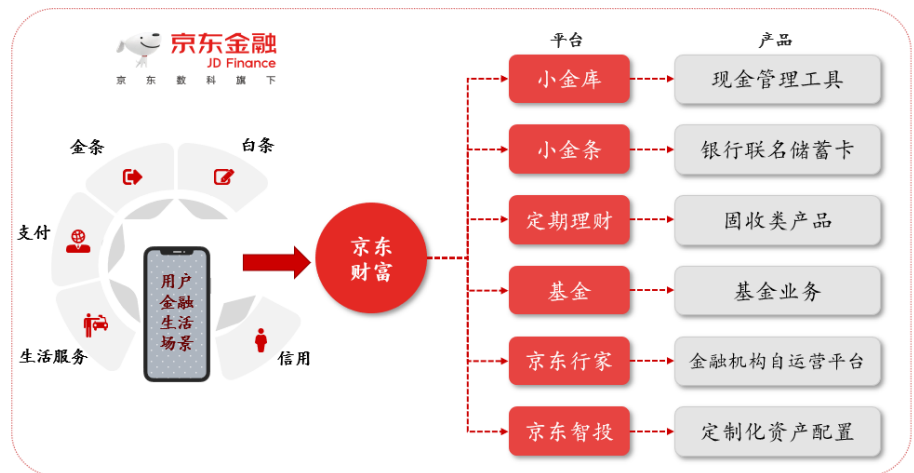 京东金融
JD Finance
京东数科旗下
金条
白条
支付
生活服务
信用
用户
金融
生活
场景
京东
财富
平台
产品
小金库
现金管理工具
小金条
银行联名储蓄卡
定期理财
固收类产品
基金
基金业务
京东行家
金融机构自运营平台
京东智投
定制化资产配置